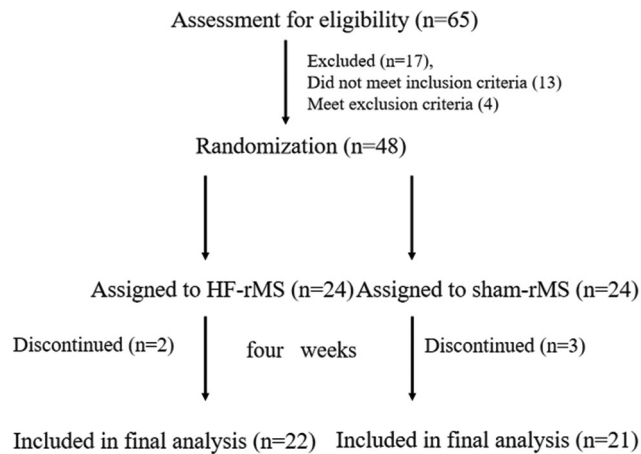 Assessment for eligibility (n=65)
Excluded (n=17),
Did not meet inclusion criteria (13)
Meet exclusion criteria (4)
Randomization (n=48)
Assigned to HF-rMS (n=24) Assigned to sham-rMS (n=24)
Discontinued (n=2) four weeks Discontinued (n=3)
Included in final analysis (n=22) Included in final analysis (n=21)